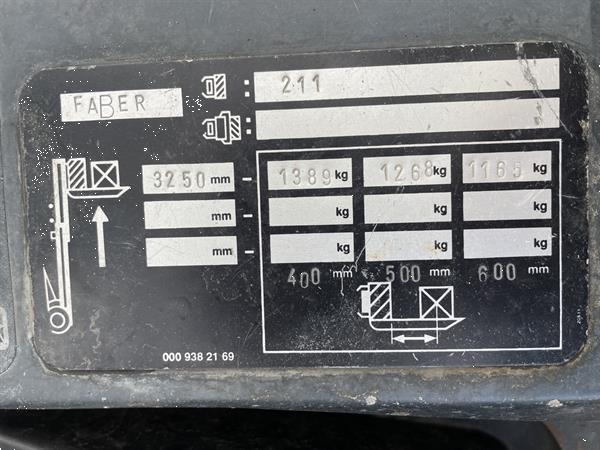 FABER
: 211
:
3250 mm - 1389 kg 1268 kg 1165 kg
mm - kg kg kg
mm - kg kg kg
400 mm 500 mm 600 mm
000 938 21 69